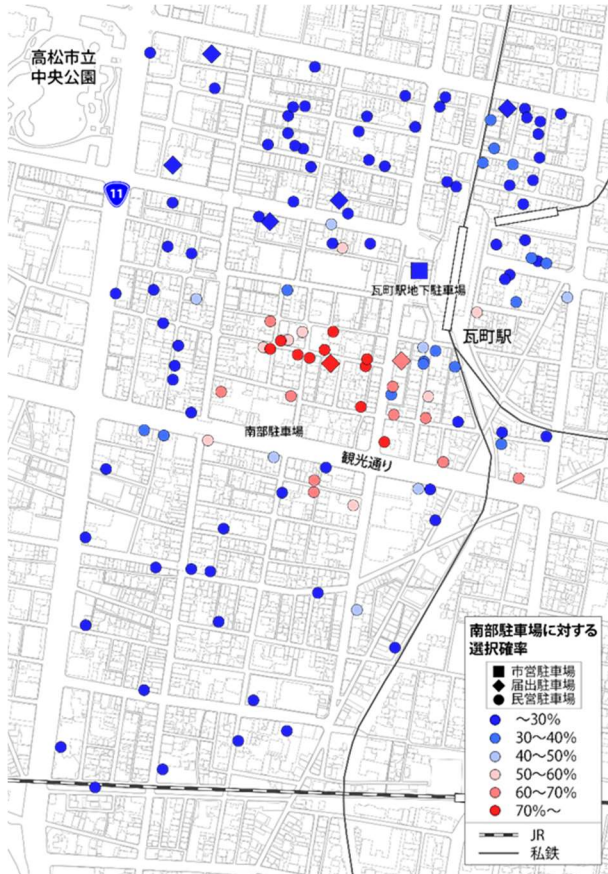 高松市立
中央公園
11
瓦町駅地下駐車場
瓦町駅
南部駐車場
観光通り
南部駐車場に対する
選択確率
市営駐車場
届出駐車場
民営駐車場
～30%
30～40%
40～50%
50～60%
60～70%
70%～
JR
私鉄